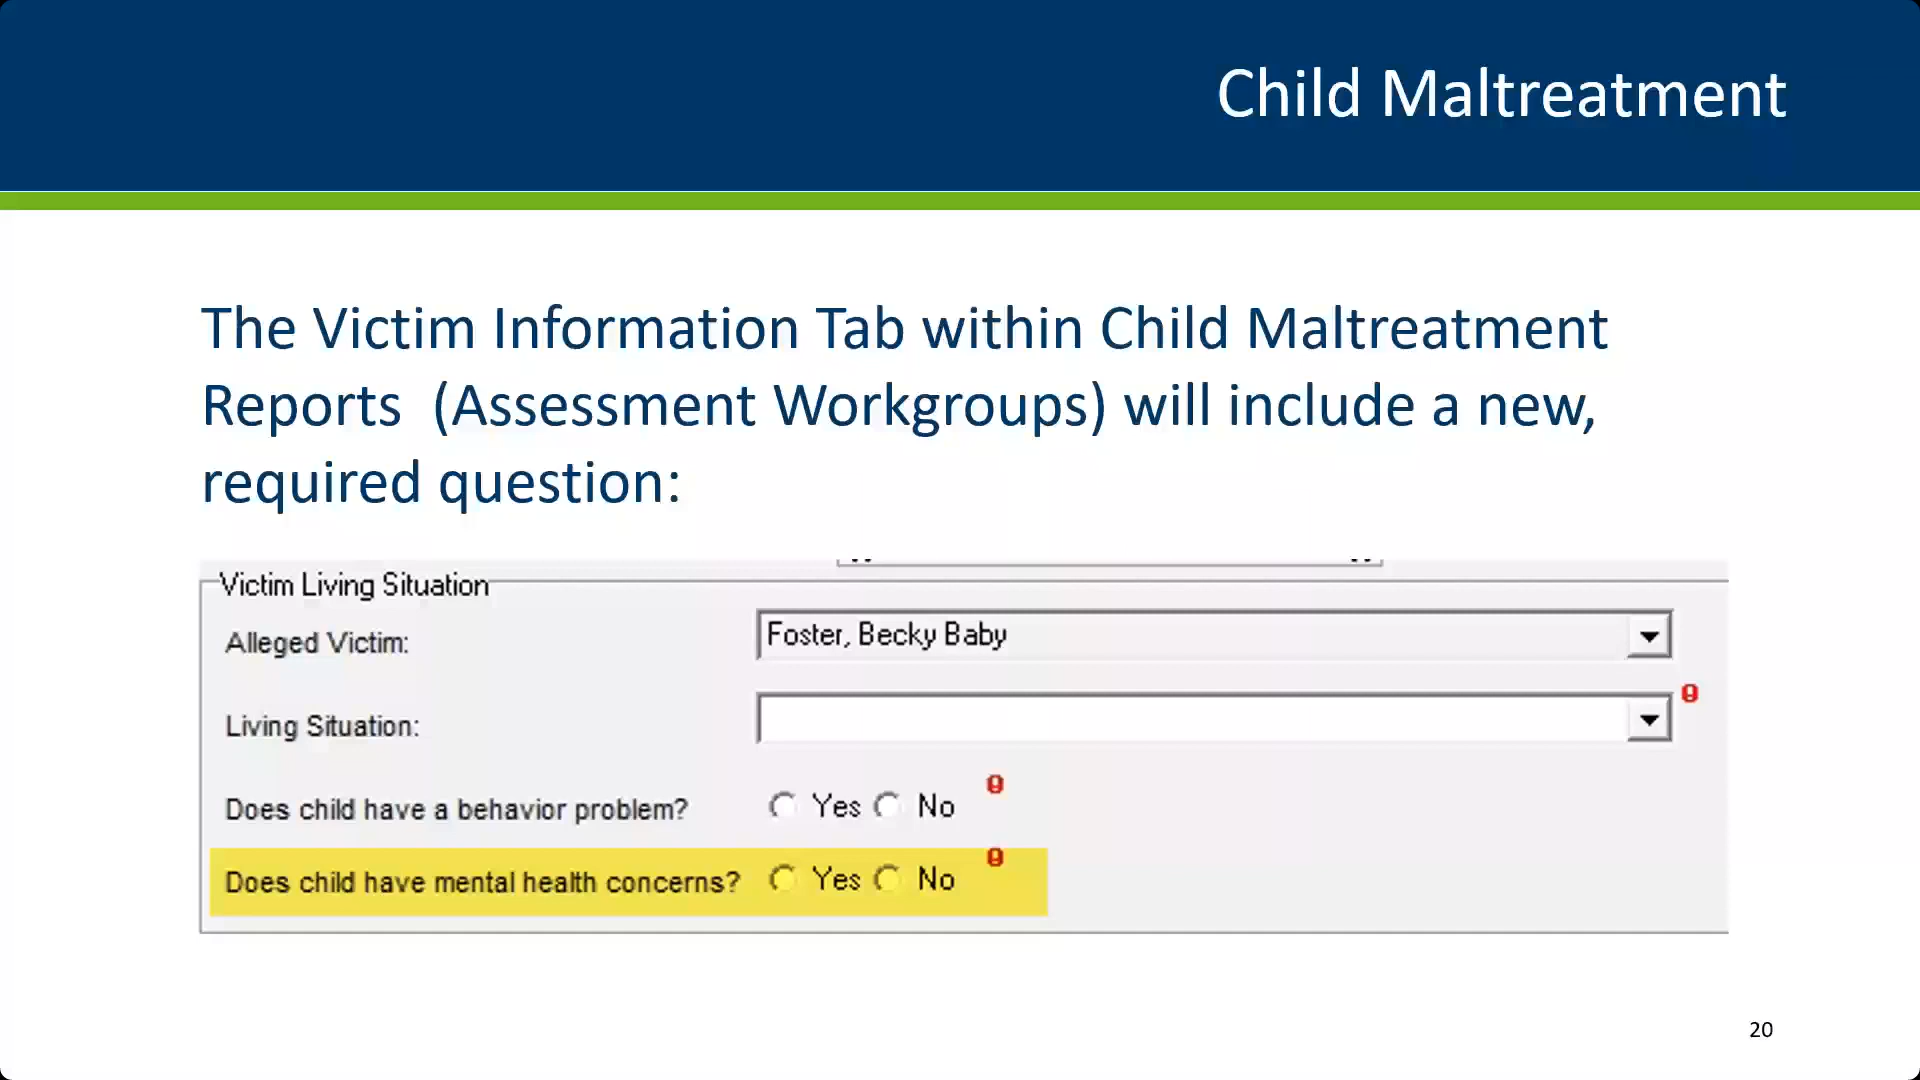 Child Maltreatment
The Victim Information Tab within Child Maltreatment
Reports  (Assessment Workgroups) will include a new,
required question:
Victim Living Situation
Alleged Victim: Foster, Becky Baby
Living Situation:
Does child have a behavior problem? Yes No
Does child have mental health concerns? Yes No
20